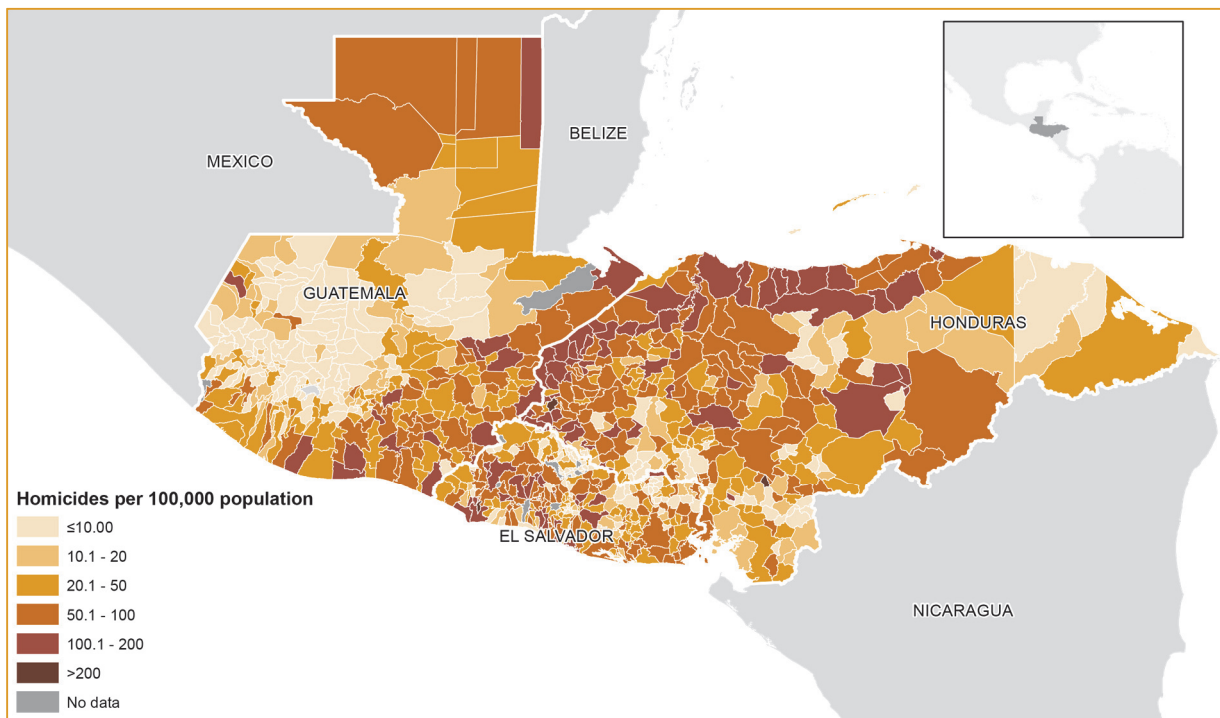 BELIZE
MEXICO
GUATEMALA
HONDURAS
EL SALVADOR
NICARAGUA
Homicides per 100,000 population
≤10.00
10.1 - 20
20.1 - 50
50.1 - 100
100.1 - 200
>200
No data